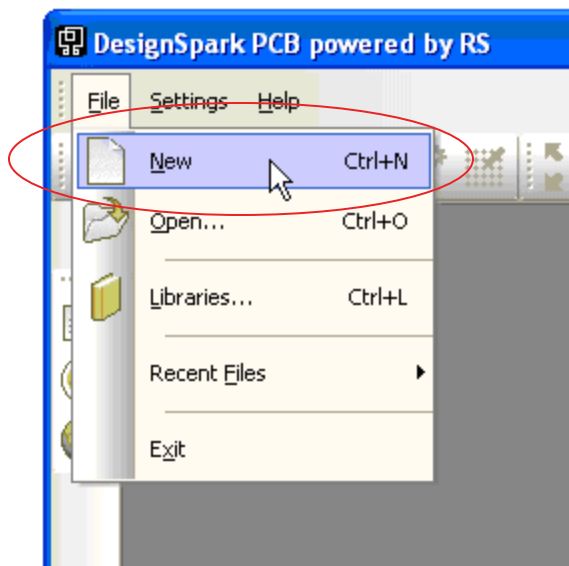 DesignSpark PCB powered by RS
File Settings Help
New Ctrl+N
Open... Ctrl+O
Libraries... Ctrl+L
Recent Files
Exit